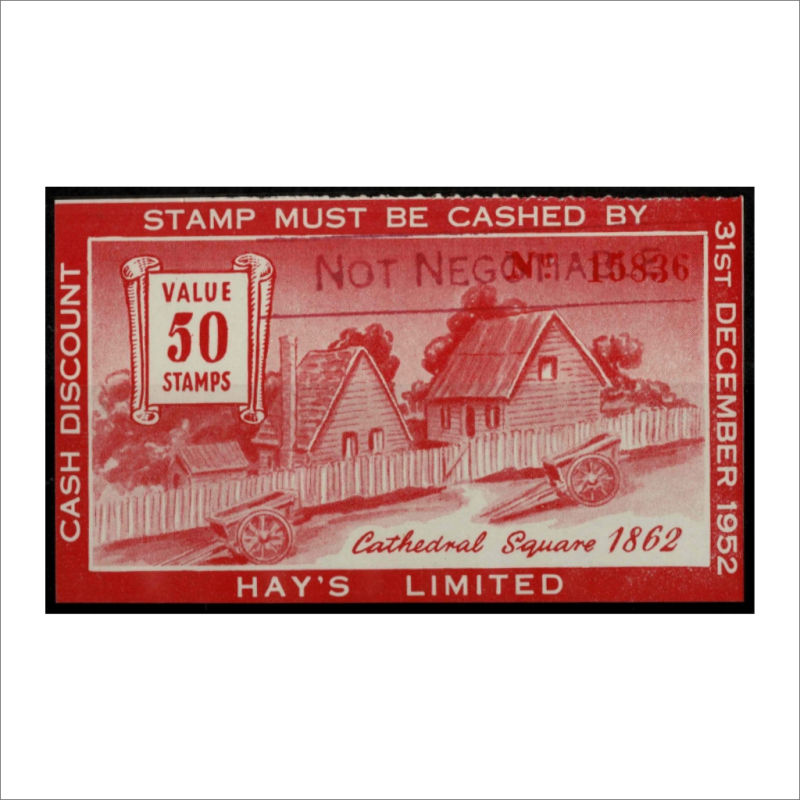 STAMP MUST BE CASHED BY
31ST DECEMBER 1952
CASH DISCOUNT
VALUE
50
STAMPS
NOT NEGOTIABLE
No 15836
Cathedral Square 1862
HAY'S LIMITED